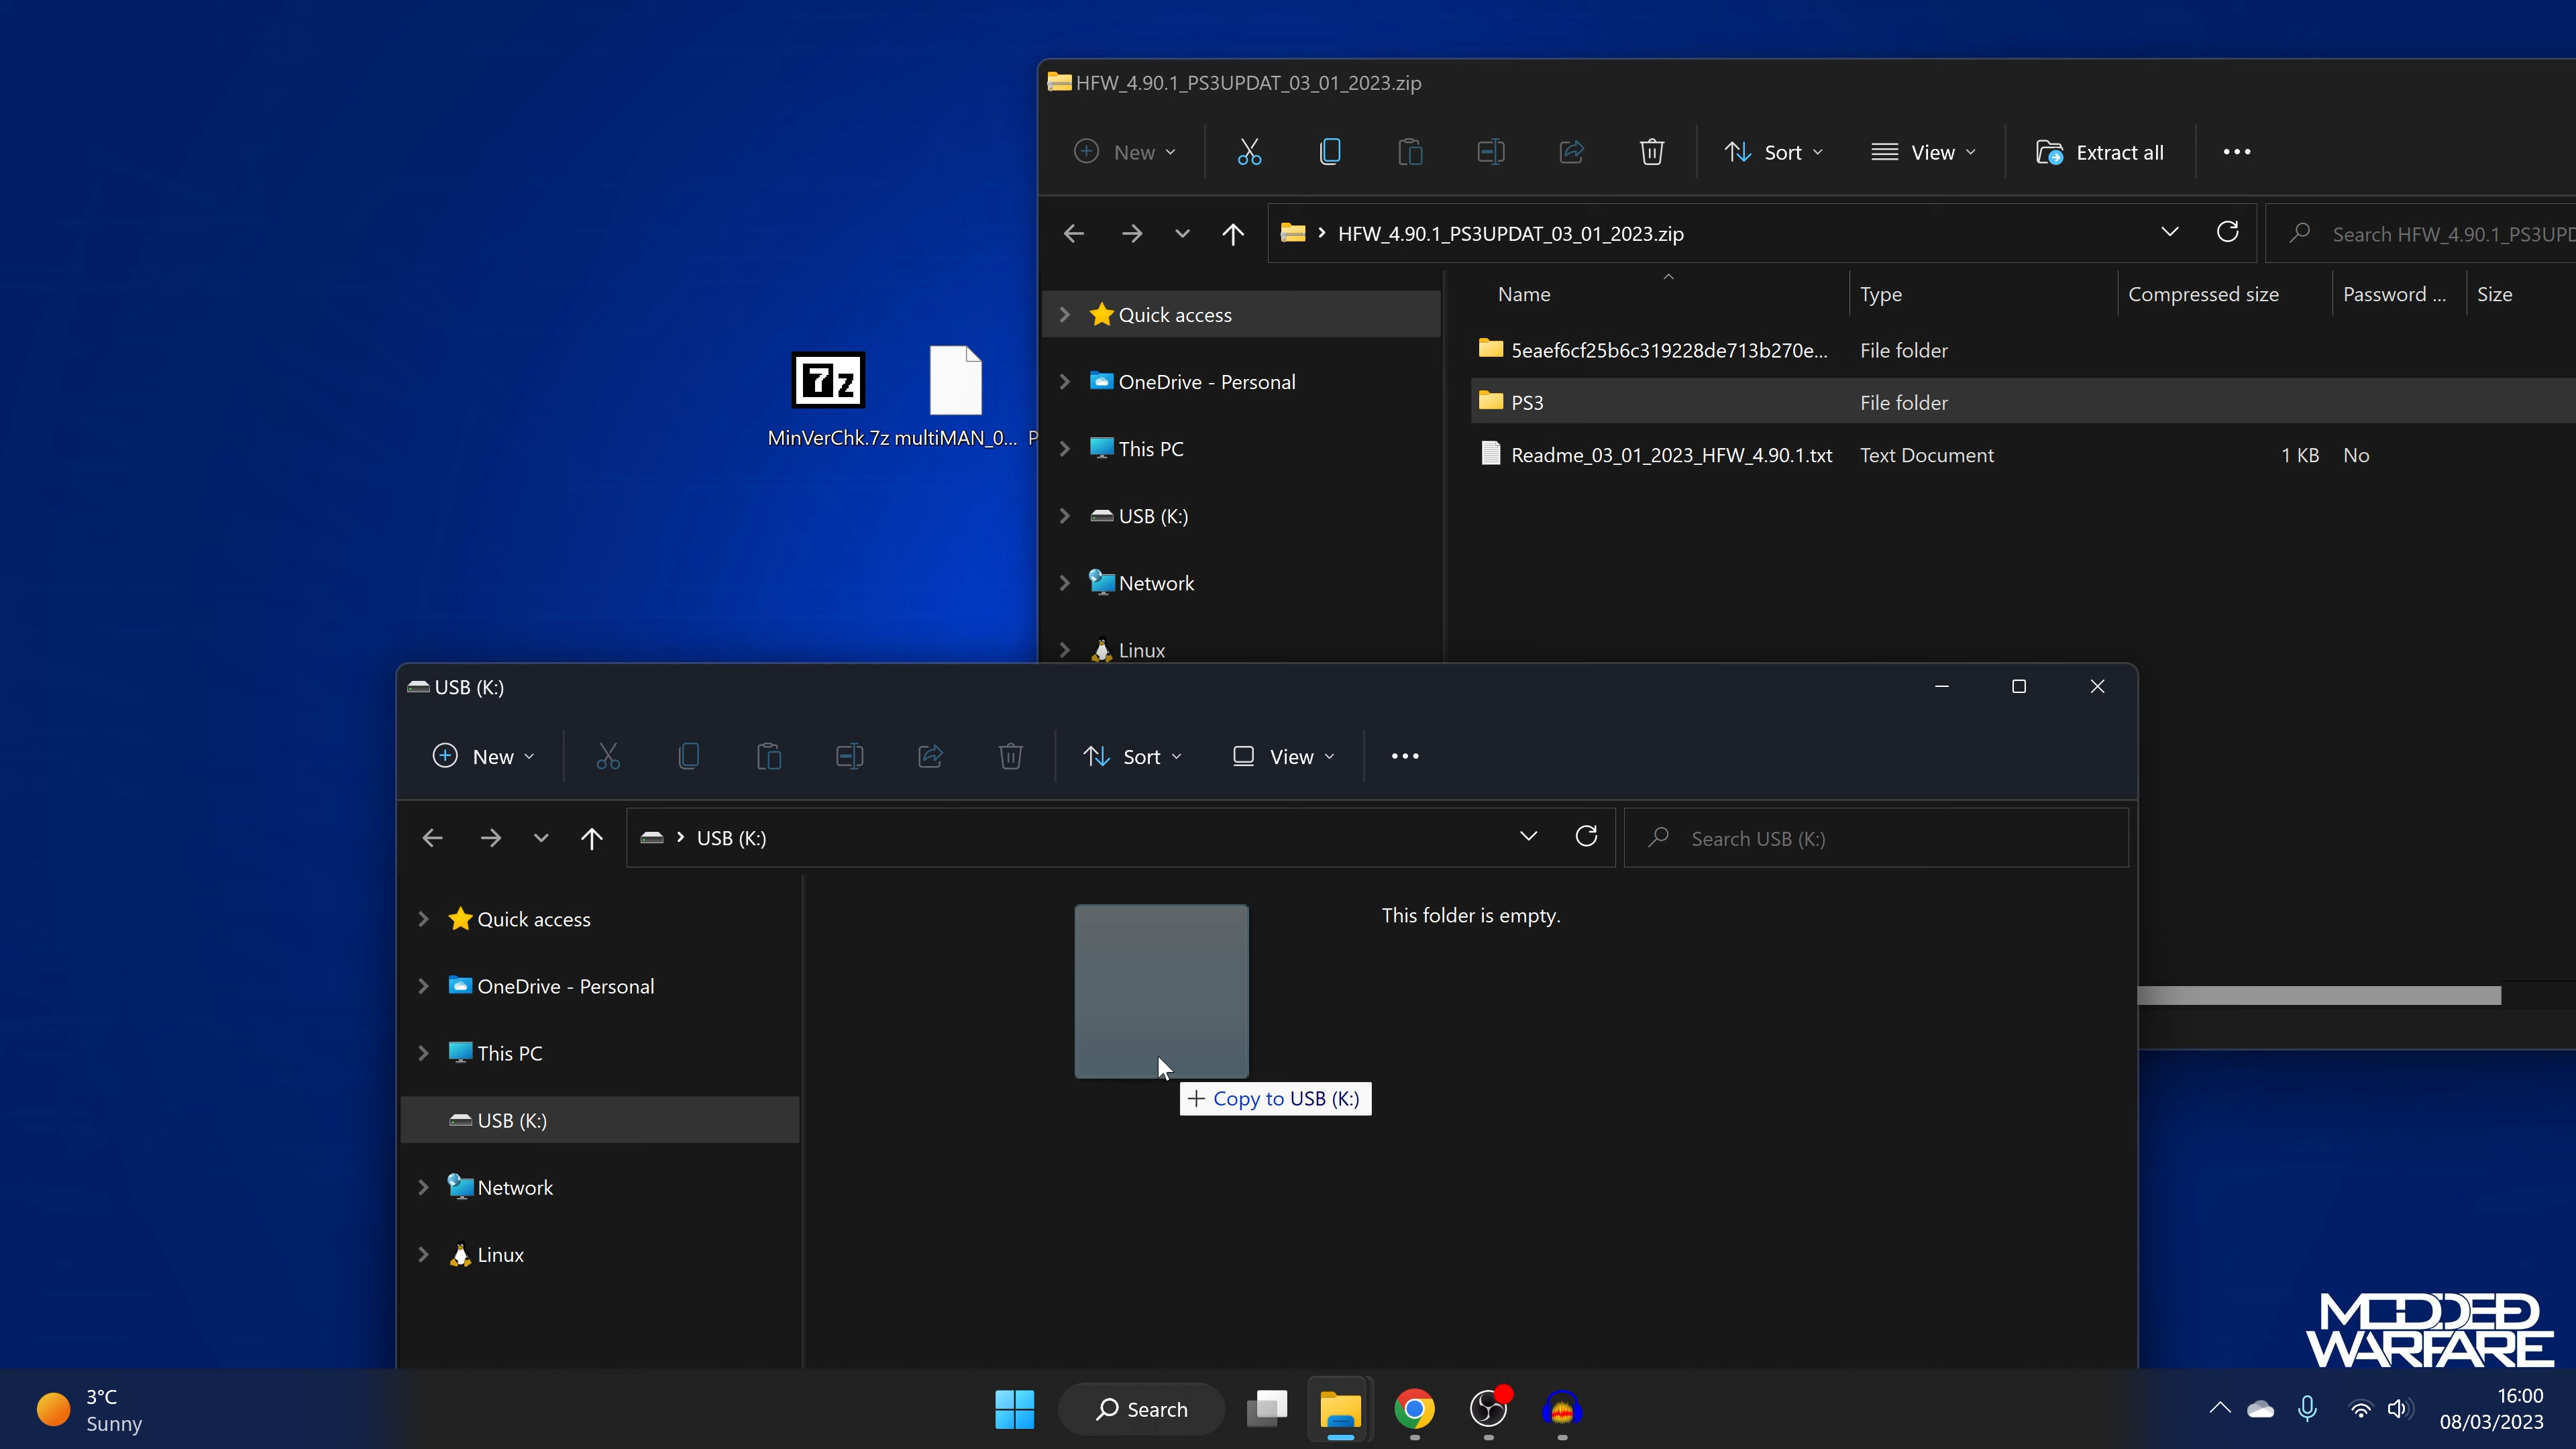 HFW_4.90.1_PS3UPDAT_03_01_2023.zip
New
Sort
View
Extract all
HFW_4.90.1_PS3UPDAT_03_01_2023.zip
Search HFW_4.90.1_PS3UPD
Name
Type
Compressed size
Password ...
Size
Quick access
OneDrive - Personal
This PC
USB (K:)
Network
Linux
5eaef6cf25b6c319228de713b270e...
File folder
PS3
File folder
Readme_03_01_2023_HFW_4.90.1.txt
Text Document
1 KB
No
7z
MinVerChk.7z
multiMAN_0...
P
USB (K:)
New
Sort
View
USB (K:)
Search USB (K:)
Quick access
OneDrive - Personal
This PC
USB (K:)
Network
Linux
This folder is empty.
+ Copy to USB (K:)
MODDED
WARFARE
3°C
Sunny
Search
16:00
08/03/2023